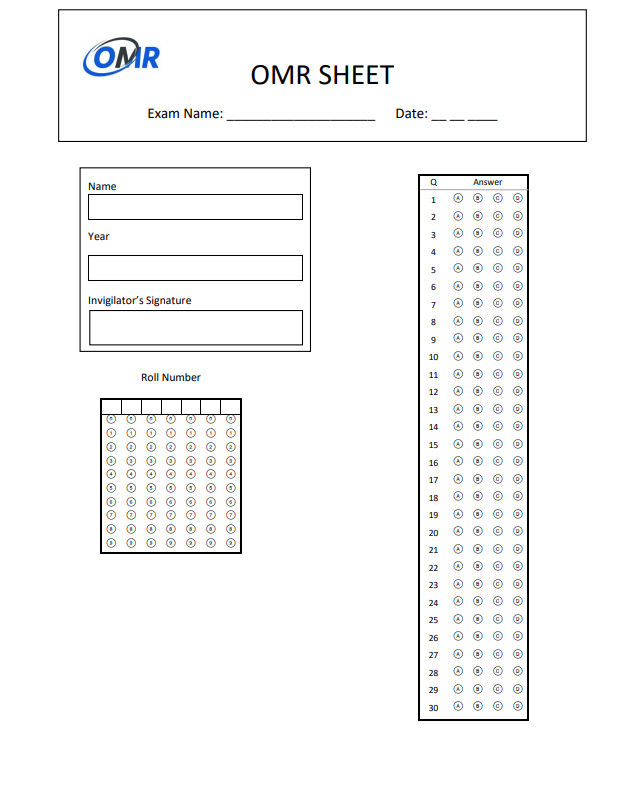 OMR
OMR SHEET
Exam Name: ____________________ Date: __ __ ____
Name
Year
Invigilator's Signature
Roll Number
0 0 0 0 0 0 0
1 1 1 1 1 1 1
2 2 2 2 2 2 2
3 3 3 3 3 3 3
4 4 4 4 4 4 4
5 5 5 5 5 5 5
6 6 6 6 6 6 6
7 7 7 7 7 7 7
8 8 8 8 8 8 8
9 9 9 9 9 9 9
Q Answer
1 A B C D
2 A B C D
3 A B C D
4 A B C D
5 A B C D
6 A B C D
7 A B C D
8 A B C D
9 A B C D
10 A B C D
11 A B C D
12 A B C D
13 A B C D
14 A B C D
15 A B C D
16 A B C D
17 A B C D
18 A B C D
19 A B C D
20 A B C D
21 A B C D
22 A B C D
23 A B C D
24 A B C D
25 A B C D
26 A B C D
27 A B C D
28 A B C D
29 A B C D
30 A B C D